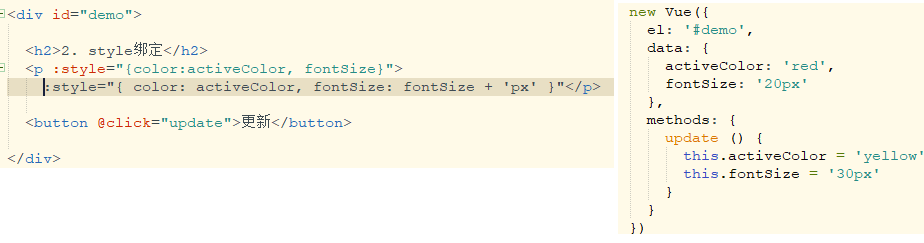 <div id="demo">
<h2>2. style绑定</h2>
<p :style="{color:activeColor, fontSize}">
:style="{ color: activeColor, fontSize: fontSize + 'px' }"</p>
<button @click="update">更新</button>
</div>
new Vue({
el: '#demo',
data: {
activeColor: 'red',
fontSize: '20px'
},
methods: {
update () {
this.activeColor = 'yellow'
this.fontSize = '30px'
}
}
})